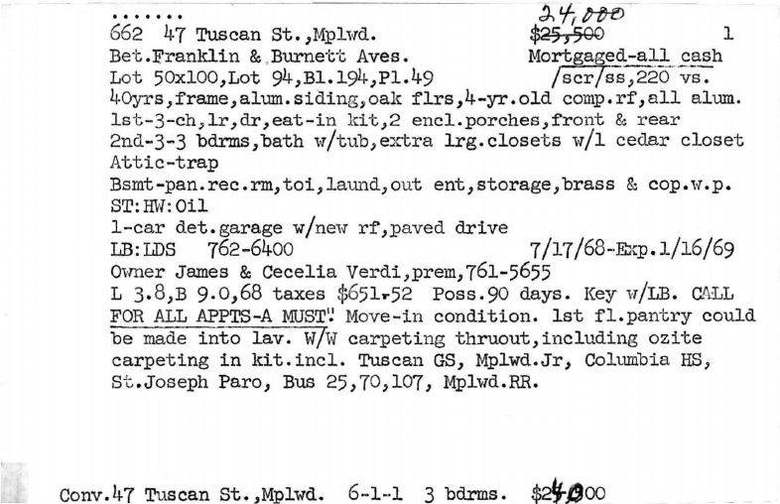 .......
24,000
662 47 Tuscan St.,Mplwd. $25,500 1
Bet.Franklin & Burnett Aves. Mortgaged-all cash
Lot 50x100,Lot 94,Bl.194,Pl.49 /scr/ss,220 vs.
40yrs,frame,alum.siding,oak flrs,4-yr.old comp.rf,all alum.
1st-3-ch,lr,dr,eat-in kit,2 encl.porches,front & rear
2nd-3-3 bdrms,bath w/tub,extra lrg.closets w/1 cedar closet
Attic-trap
Bsmt-pan.rec.rm,toi,laund,out ent,storage,brass & cop.w.p.
ST:HW:Oil
1-car det.garage w/new rf,paved drive
LB:LDS 762-6400 7/17/68-Exp.1/16/69
Owner James & Cecelia Verdi,prem,761-5655
L 3.8,B 9.0,68 taxes $651.52 Poss.90 days. Key w/LB. CALL
FOR ALL APPTS-A MUST". Move-in condition. 1st fl.pantry could
be made into lav. W/W carpeting thruout,including ozite
carpeting in kit.incl. Tuscan GS, Mplwd.Jr, Columbia HS,
St.Joseph Paro, Bus 25,70,107, Mplwd.RR.
Conv.47 Tuscan St.,Mplwd. 6-1-1 3 bdrms. $24000